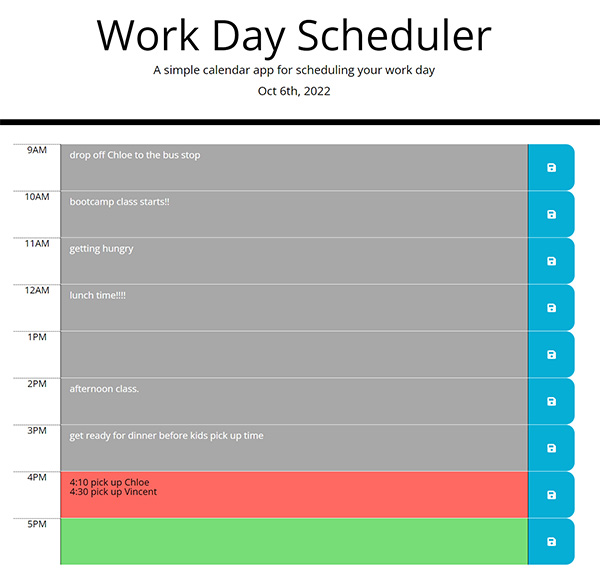 Work Day Scheduler
A simple calendar app for scheduling your work day
Oct 6th, 2022
9AM
drop off Chloe to the bus stop
10AM
bootcamp class starts!!
11AM
getting hungry
12AM
lunch time!!!!
1PM
2PM
afternoon class.
3PM
get ready for dinner before kids pick up time
4PM
4:10 pick up Chloe
4:30 pick up Vincent
5PM